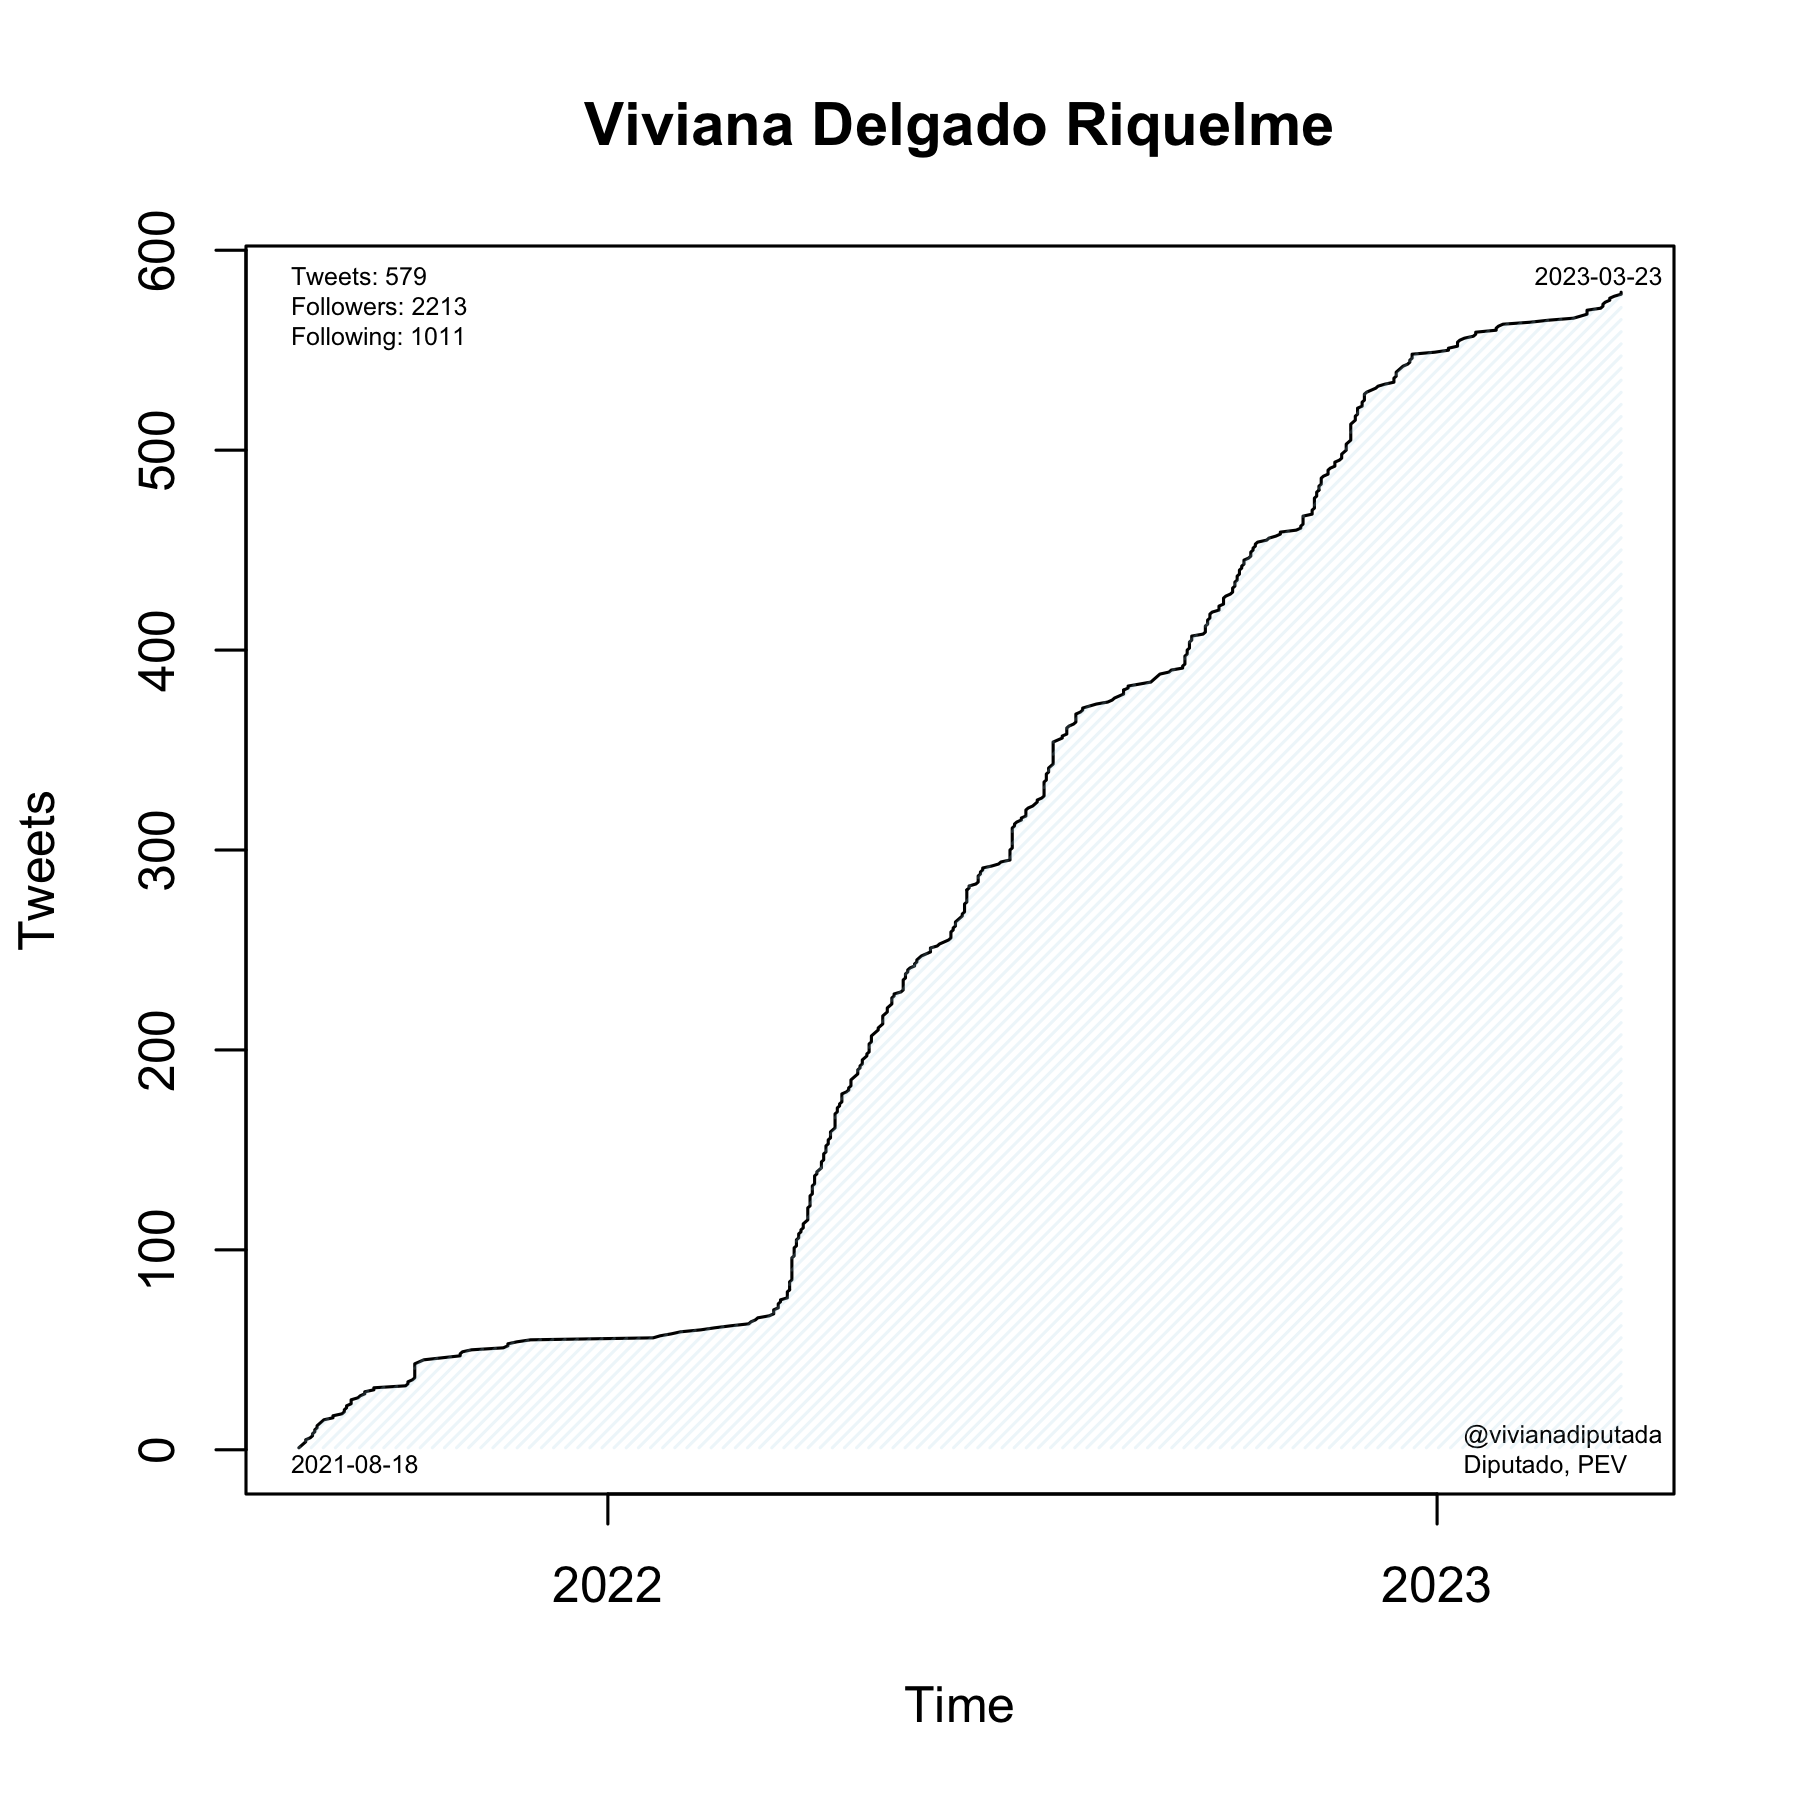 Viviana Delgado Riquelme
Tweets: 579
Followers: 2213
Following: 1011
2023-03-23
600
500
400
300
200
100
0
Tweets
2021-08-18
@vivianadiputada
Diputado, PEV
2022
2023
Time